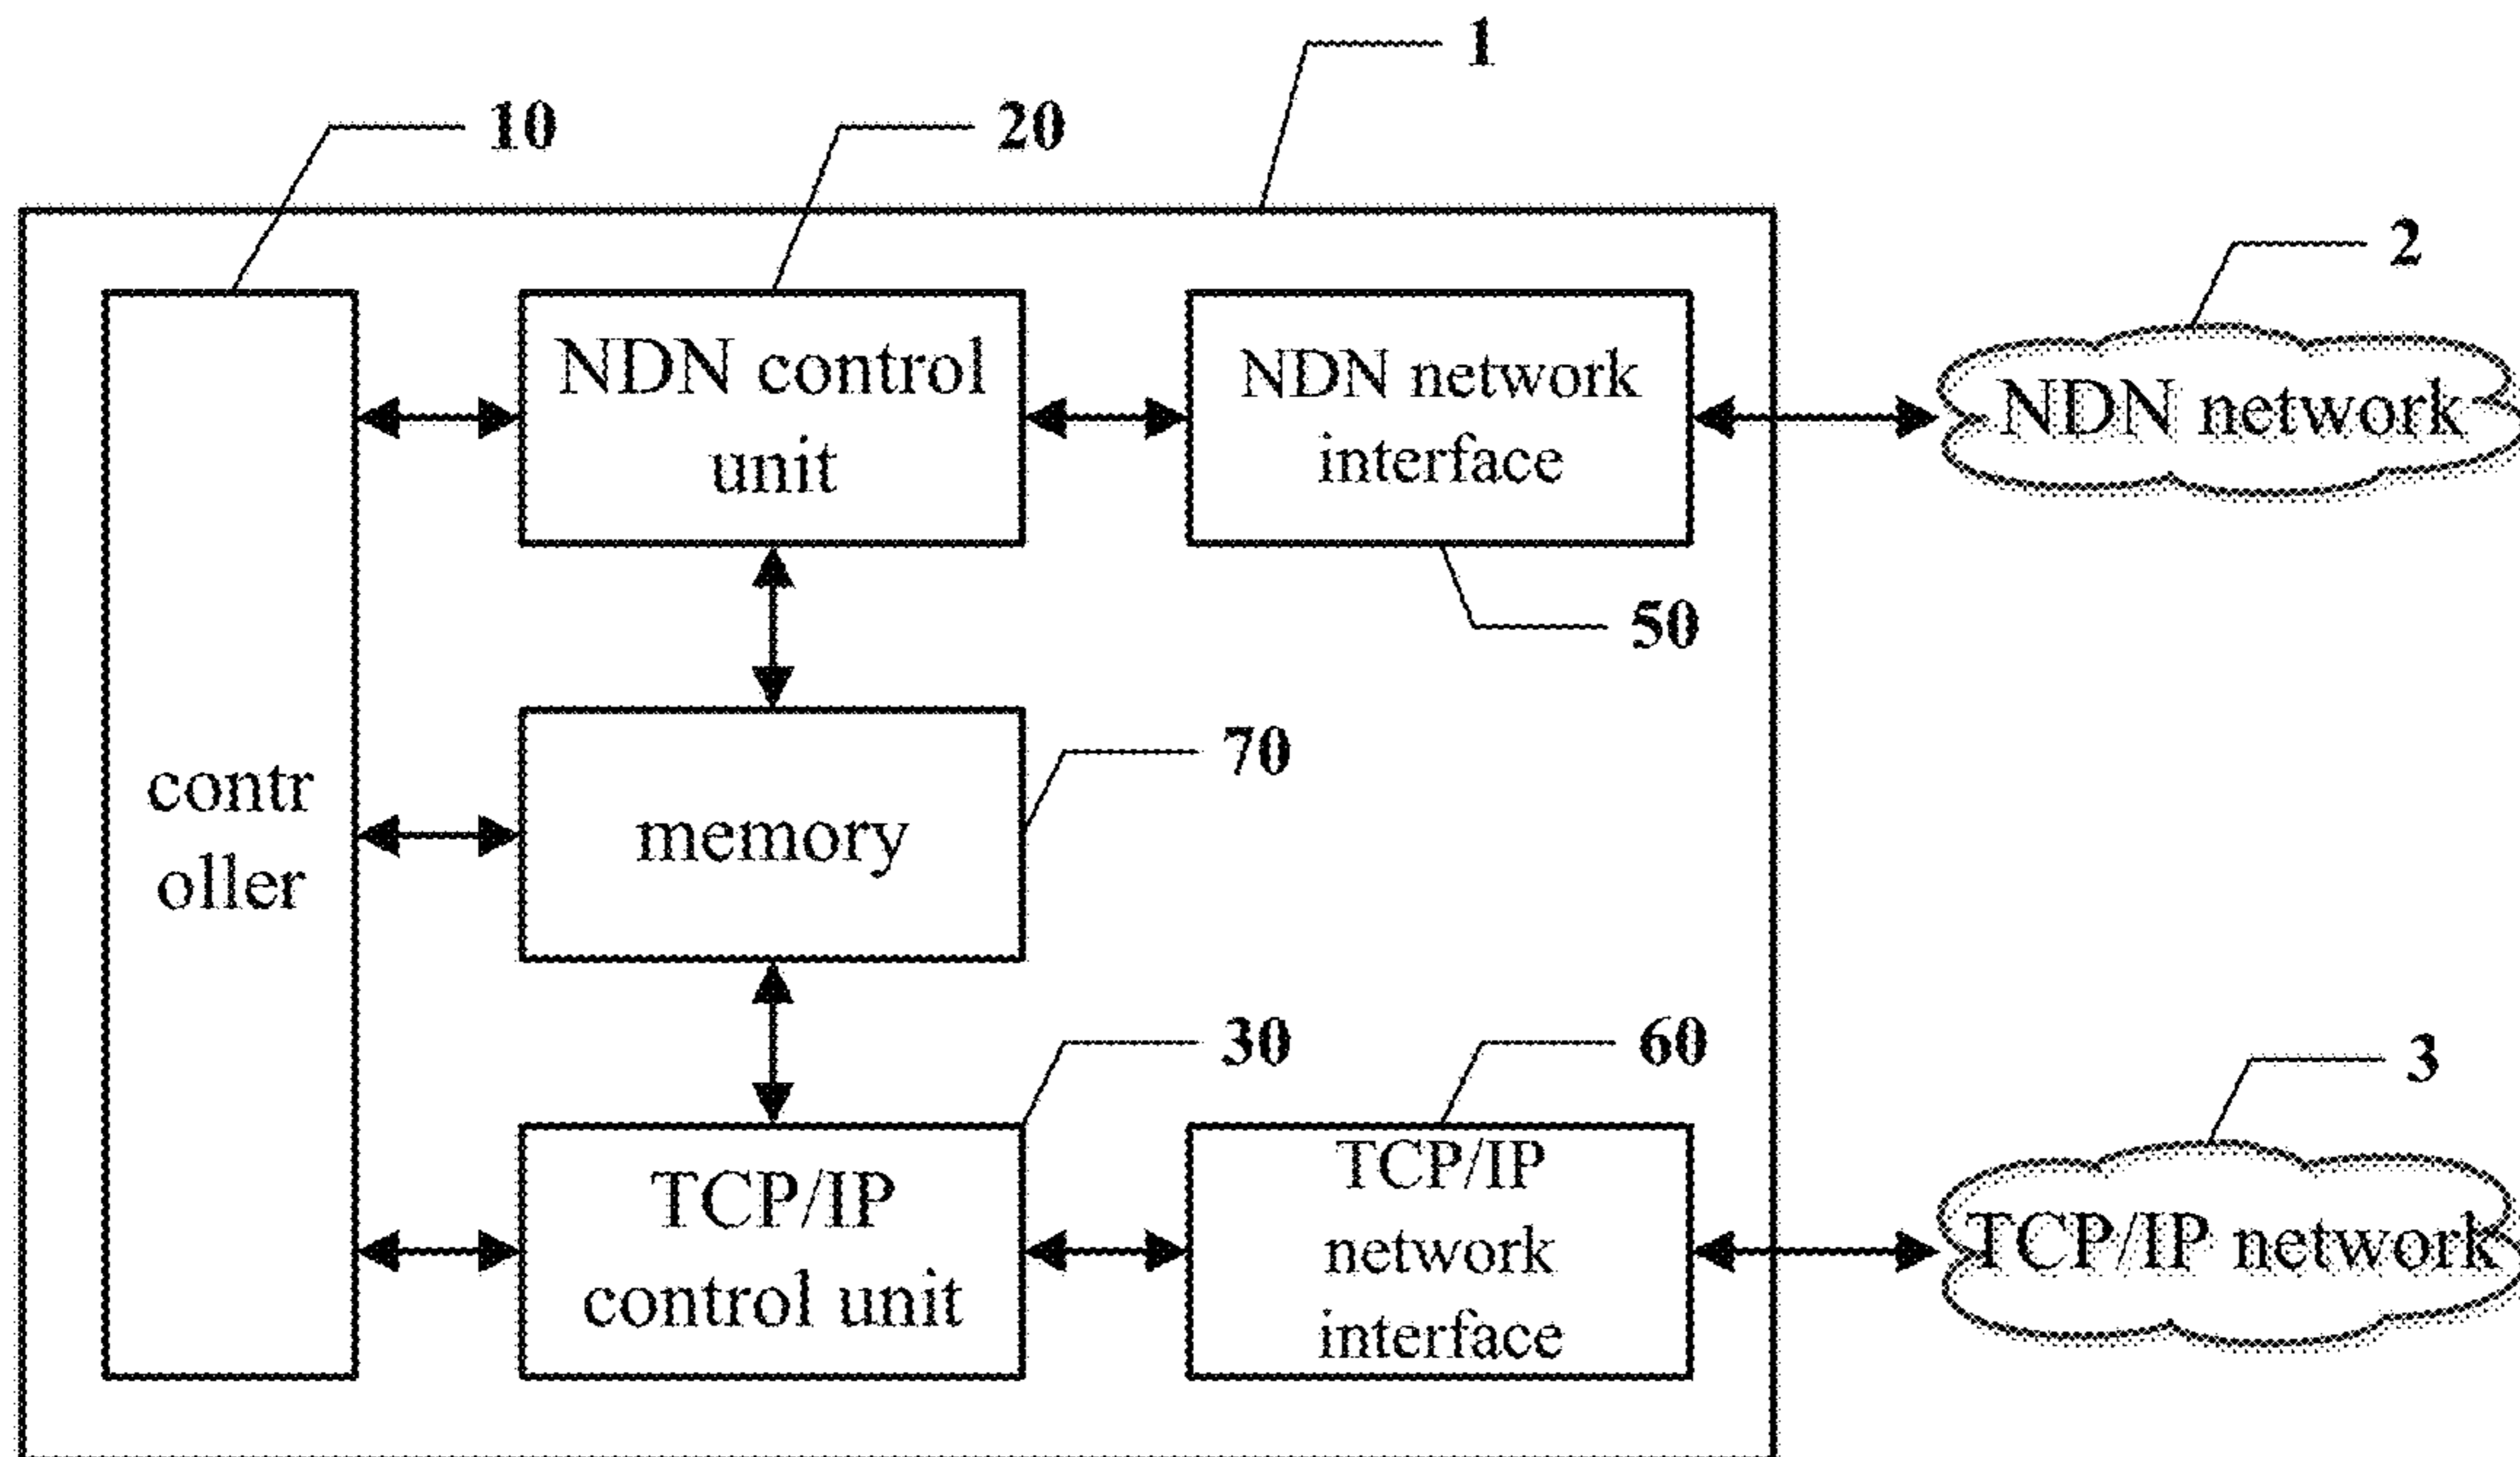 1
10
20
2
NDN control
unit
NDN network
interface
NDN network
50
70
contr
oller
memory
30
60
3
TCP/IP
control unit
TCP/IP
network
interface
TCP/IP network